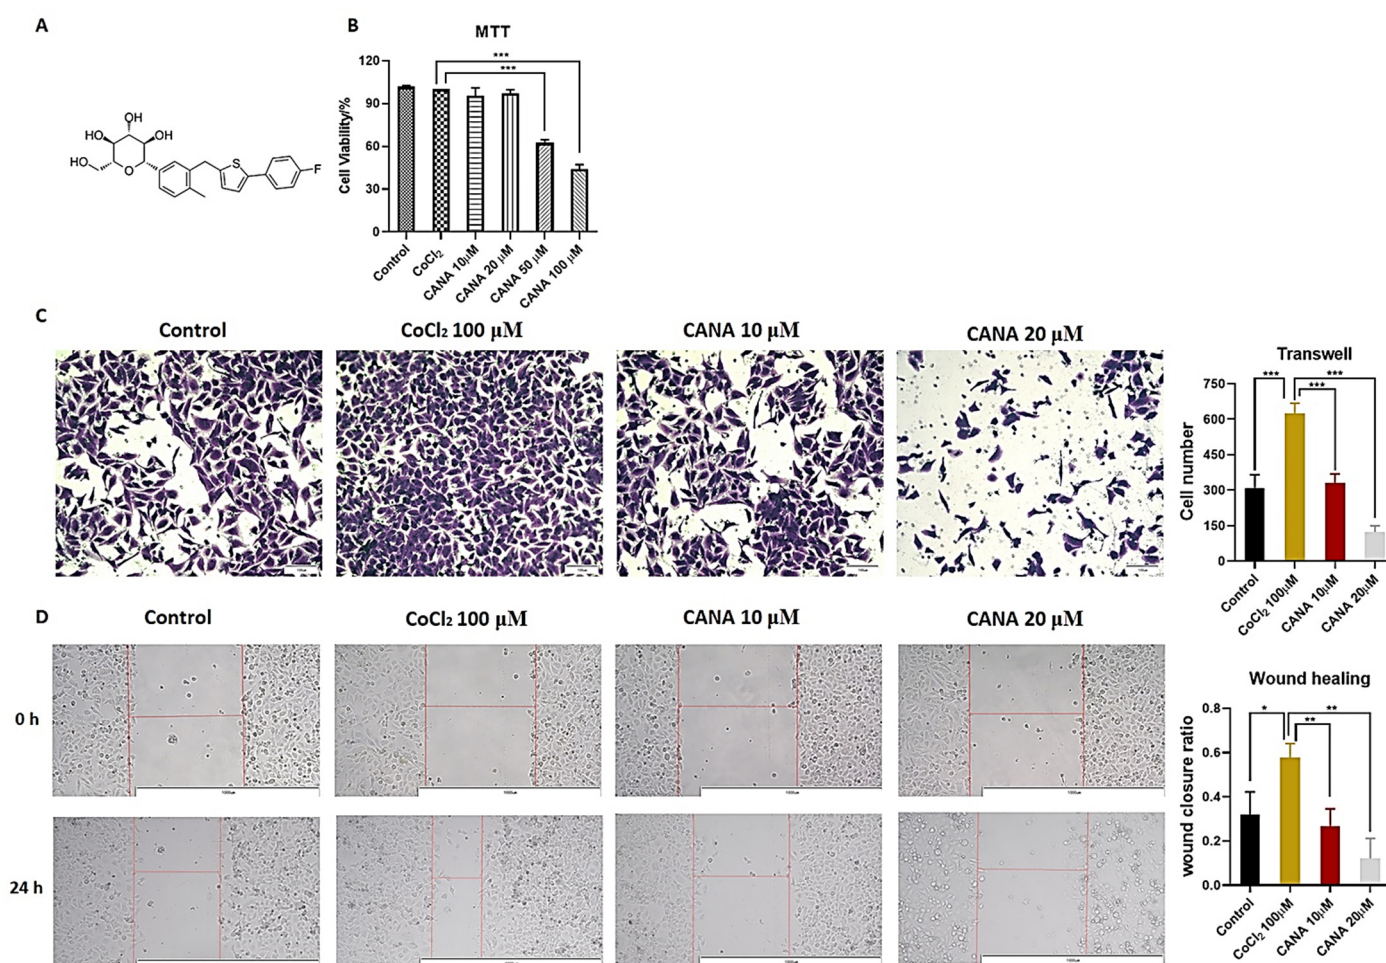 A
OH
HO
OH
HO
O
S
F
B
MTT
***
***
120
90
60
30
0
Cell Viability/%
Control
CoCl₂
CANA 10μM
CANA 20 μM
CANA 50 μM
CANA 100 μM
C
Control
CoCl₂ 100 μM
CANA 10 μM
CANA 20 μM
Transwell
*** ***
***
750
600
450
300
150
0
Cell number
Control
CoCl₂ 100μM
CANA 10μM
CANA 20μM
D
Control
CoCl₂ 100 μM
CANA 10 μM
CANA 20 μM
0 h
24 h
Wound healing
* **
**
0.8
0.6
0.4
0.2
0.0
wound closure ratio
Control
CoCl₂ 100μM
CANA 10μM
CANA 20μM